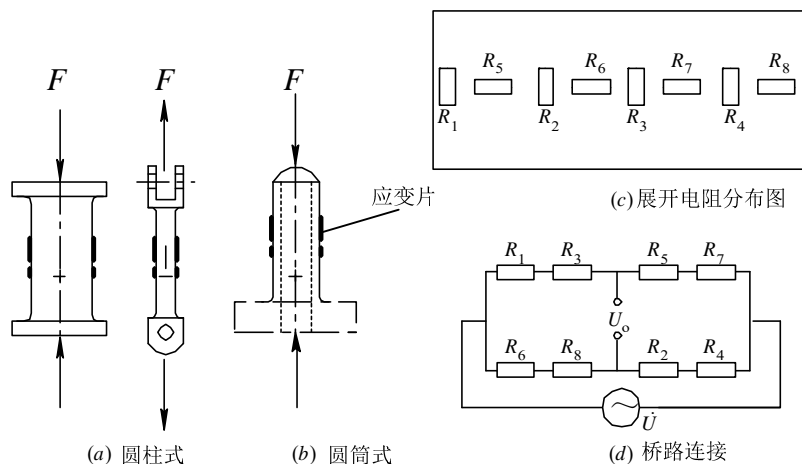 F F F
应变片
(a) 圆柱式
(b) 圆筒式
R5 R6 R7 R8
R1 R2 R3 R4
(c) 展开电阻分布图
R1 R3 R5 R7
Uo
R6 R8 R2 R4
U̇
(d) 桥路连接